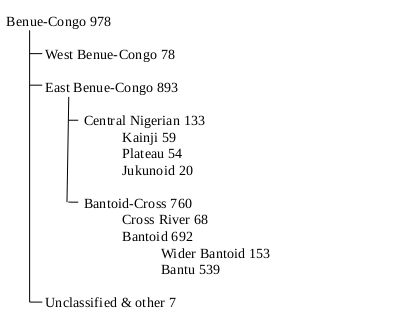 Benue-Congo 978
West Benue-Congo 78
East Benue-Congo 893
Central Nigerian 133
Kainji 59
Plateau 54
Jukunoid 20
Bantoid-Cross 760
Cross River 68
Bantoid 692
Wider Bantoid 153
Bantu 539
Unclassified & other 7